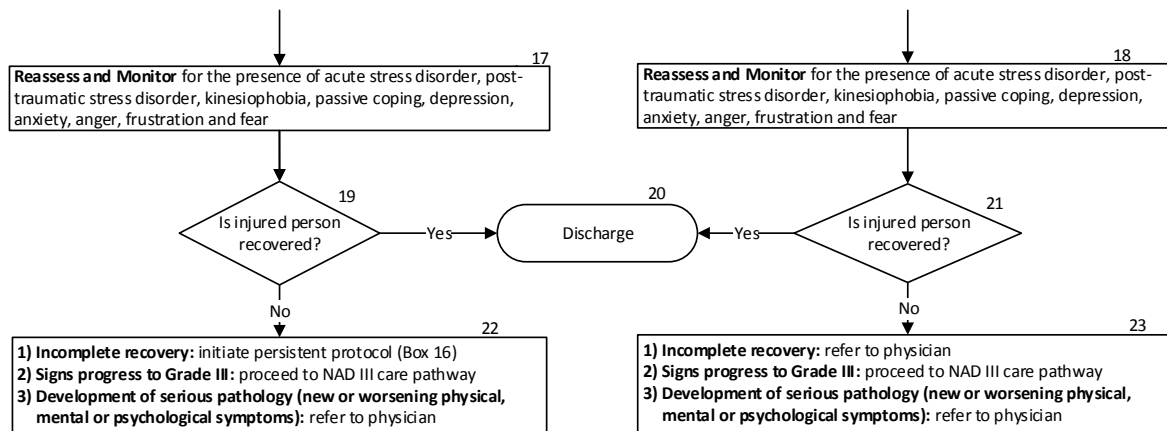 17
Reassess and Monitor for the presence of acute stress disorder, post-
traumatic stress disorder, kinesiophobia, passive coping, depression,
anxiety, anger, frustration and fear
18
Reassess and Monitor for the presence of acute stress disorder, post-
traumatic stress disorder, kinesiophobia, passive coping, depression,
anxiety, anger, frustration and fear
19
Is injured person
recovered?
Yes
20
Discharge
Yes
21
Is injured person
recovered?
No
No
22
1) Incomplete recovery: initiate persistent protocol (Box 16)
2) Signs progress to Grade III: proceed to NAD III care pathway
3) Development of serious pathology (new or worsening physical,
mental or psychological symptoms): refer to physician
23
1) Incomplete recovery: refer to physician
2) Signs progress to Grade III: proceed to NAD III care pathway
3) Development of serious pathology (new or worsening physical,
mental or psychological symptoms): refer to physician